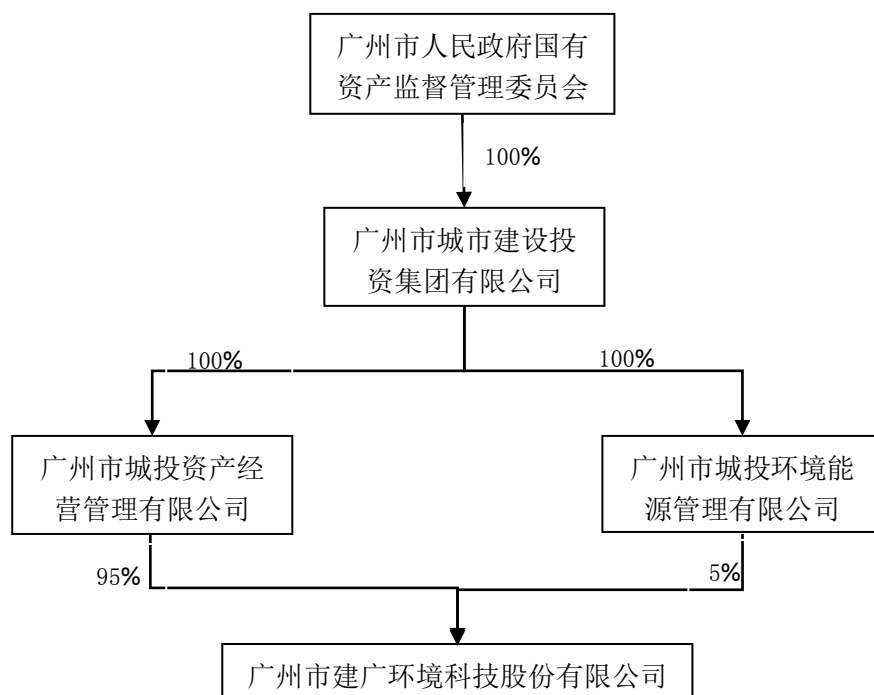 广州市人民政府国有
资产监督管理委员会
100%
广州市城市建设投
资集团有限公司
100%
100%
广州市城投资产经
营管理有限公司
广州市城投环境能
源管理有限公司
95%
5%
广州市建广环境科技股份有限公司